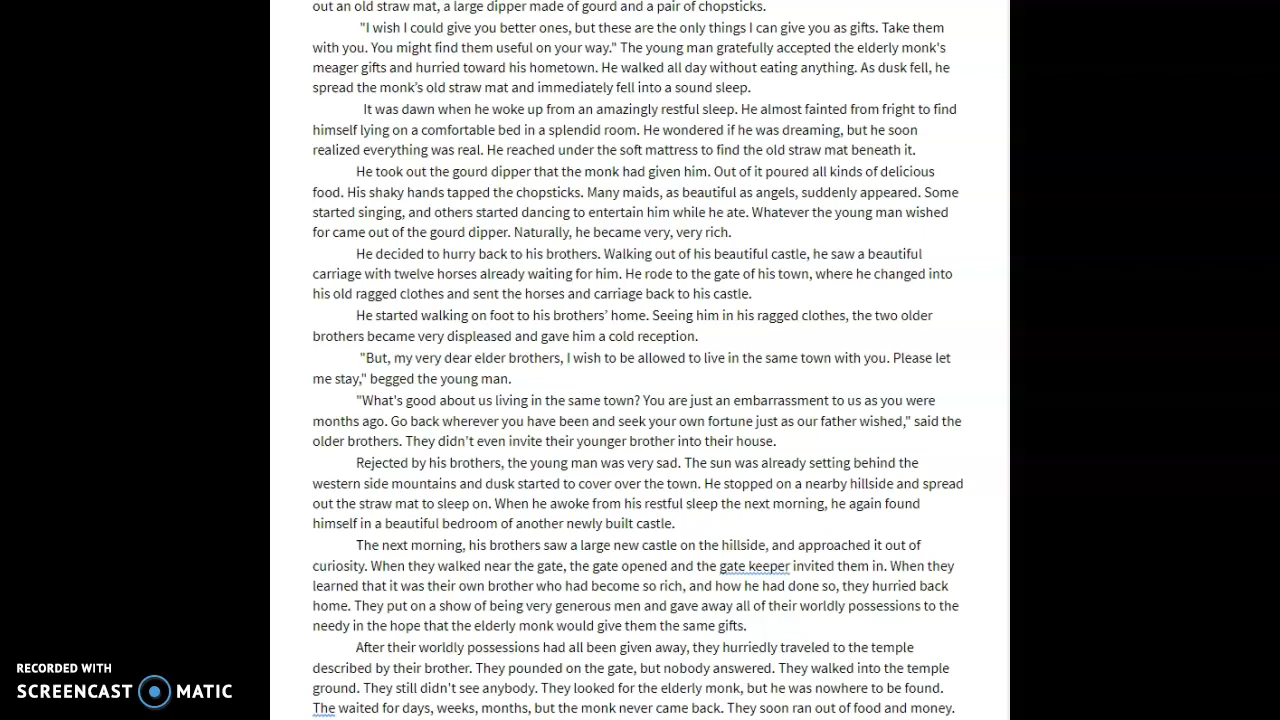 out an old straw mat, a large dipper made of gourd and a pair of chopsticks.
"I wish I could give you better ones, but these are the only things I can give you as gifts. Take them
with you. You might find them useful on your way." The young man gratefully accepted the elderly monk's
meager gifts and hurried toward his hometown. He walked all day without eating anything. As dusk fell, he
spread the monk's old straw mat and immediately fell into a sound sleep.
It was dawn when he woke up from an amazingly restful sleep. He almost fainted from fright to find
himself lying on a comfortable bed in a splendid room. He wondered if he was dreaming, but he soon
realized everything was real. He reached under the soft mattress to find the old straw mat beneath it.
He took out the gourd dipper that the monk had given him. Out of it poured all kinds of delicious
food. His shaky hands tapped the chopsticks. Many maids, as beautiful as angels, suddenly appeared. Some
started singing, and others started dancing to entertain him while he ate. Whatever the young man wished
for came out of the gourd dipper. Naturally, he became very, very rich.
He decided to hurry back to his brothers. Walking out of his beautiful castle, he saw a beautiful
carriage with twelve horses already waiting for him. He rode to the gate of his town, where he changed into
his old ragged clothes and sent the horses and carriage back to his castle.
He started walking on foot to his brothers’ home. Seeing him in his ragged clothes, the two older
brothers became very displeased and gave him a cold reception.
"But, my very dear elder brothers, I wish to be allowed to live in the same town with you. Please let
me stay," begged the young man.
"What's good about us living in the same town? You are just an embarrassment to us as you were
months ago. Go back wherever you have been and seek your own fortune just as our father wished," said the
older brothers. They didn't even invite their younger brother into their house.
Rejected by his brothers, the young man was very sad. The sun was already setting behind the
western side mountains and dusk started to cover over the town. He stopped on a nearby hillside and spread
out the straw mat to sleep on. When he awoke from his restful sleep the next morning, he again found
himself in a beautiful bedroom of another newly built castle.
The next morning, his brothers saw a large new castle on the hillside, and approached it out of
curiosity. When they walked near the gate, the gate opened and the gate keeper invited them in. When they
learned that it was their own brother who had become so rich, and how he had done so, they hurried back
home. They put on a show of being very generous men and gave away all of their worldly possessions to the
needy in the hope that the elderly monk would give them the same gifts.
After their worldly possessions had all been given away, they hurriedly traveled to the temple
described by their brother. They pounded on the gate, but nobody answered. They walked into the temple
ground. They still didn't see anybody. They looked for the elderly monk, but he was nowhere to be found.
The waited for days, weeks, months, but the monk never came back. They soon ran out of food and money.
RECORDED WITH
SCREENCAST MATIC